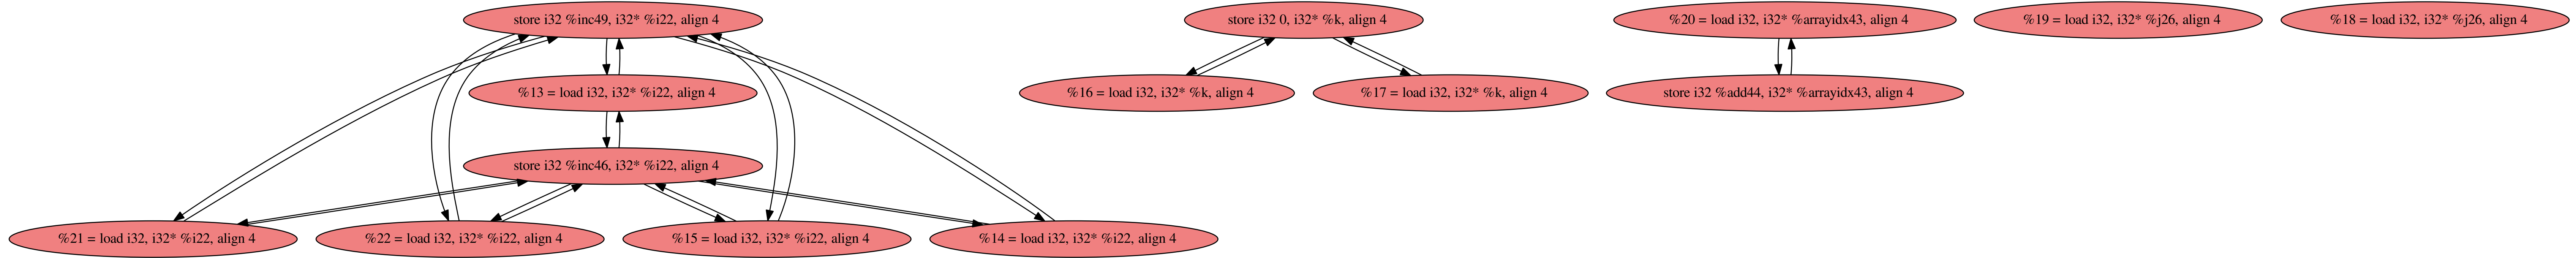 store i32 %inc49, i32* %i22, align 4
store i32 0, i32* %k, align 4
%20 = load i32, i32* %arrayidx43, align 4
%19 = load i32, i32* %j26, align 4
%18 = load i32, i32* %j26, align 4
%13 = load i32, i32* %i22, align 4
%16 = load i32, i32* %k, align 4
%17 = load i32, i32* %k, align 4
store i32 %add44, i32* %arrayidx43, align 4
store i32 %inc46, i32* %i22, align 4
%21 = load i32, i32* %i22, align 4
%22 = load i32, i32* %i22, align 4
%15 = load i32, i32* %i22, align 4
%14 = load i32, i32* %i22, align 4